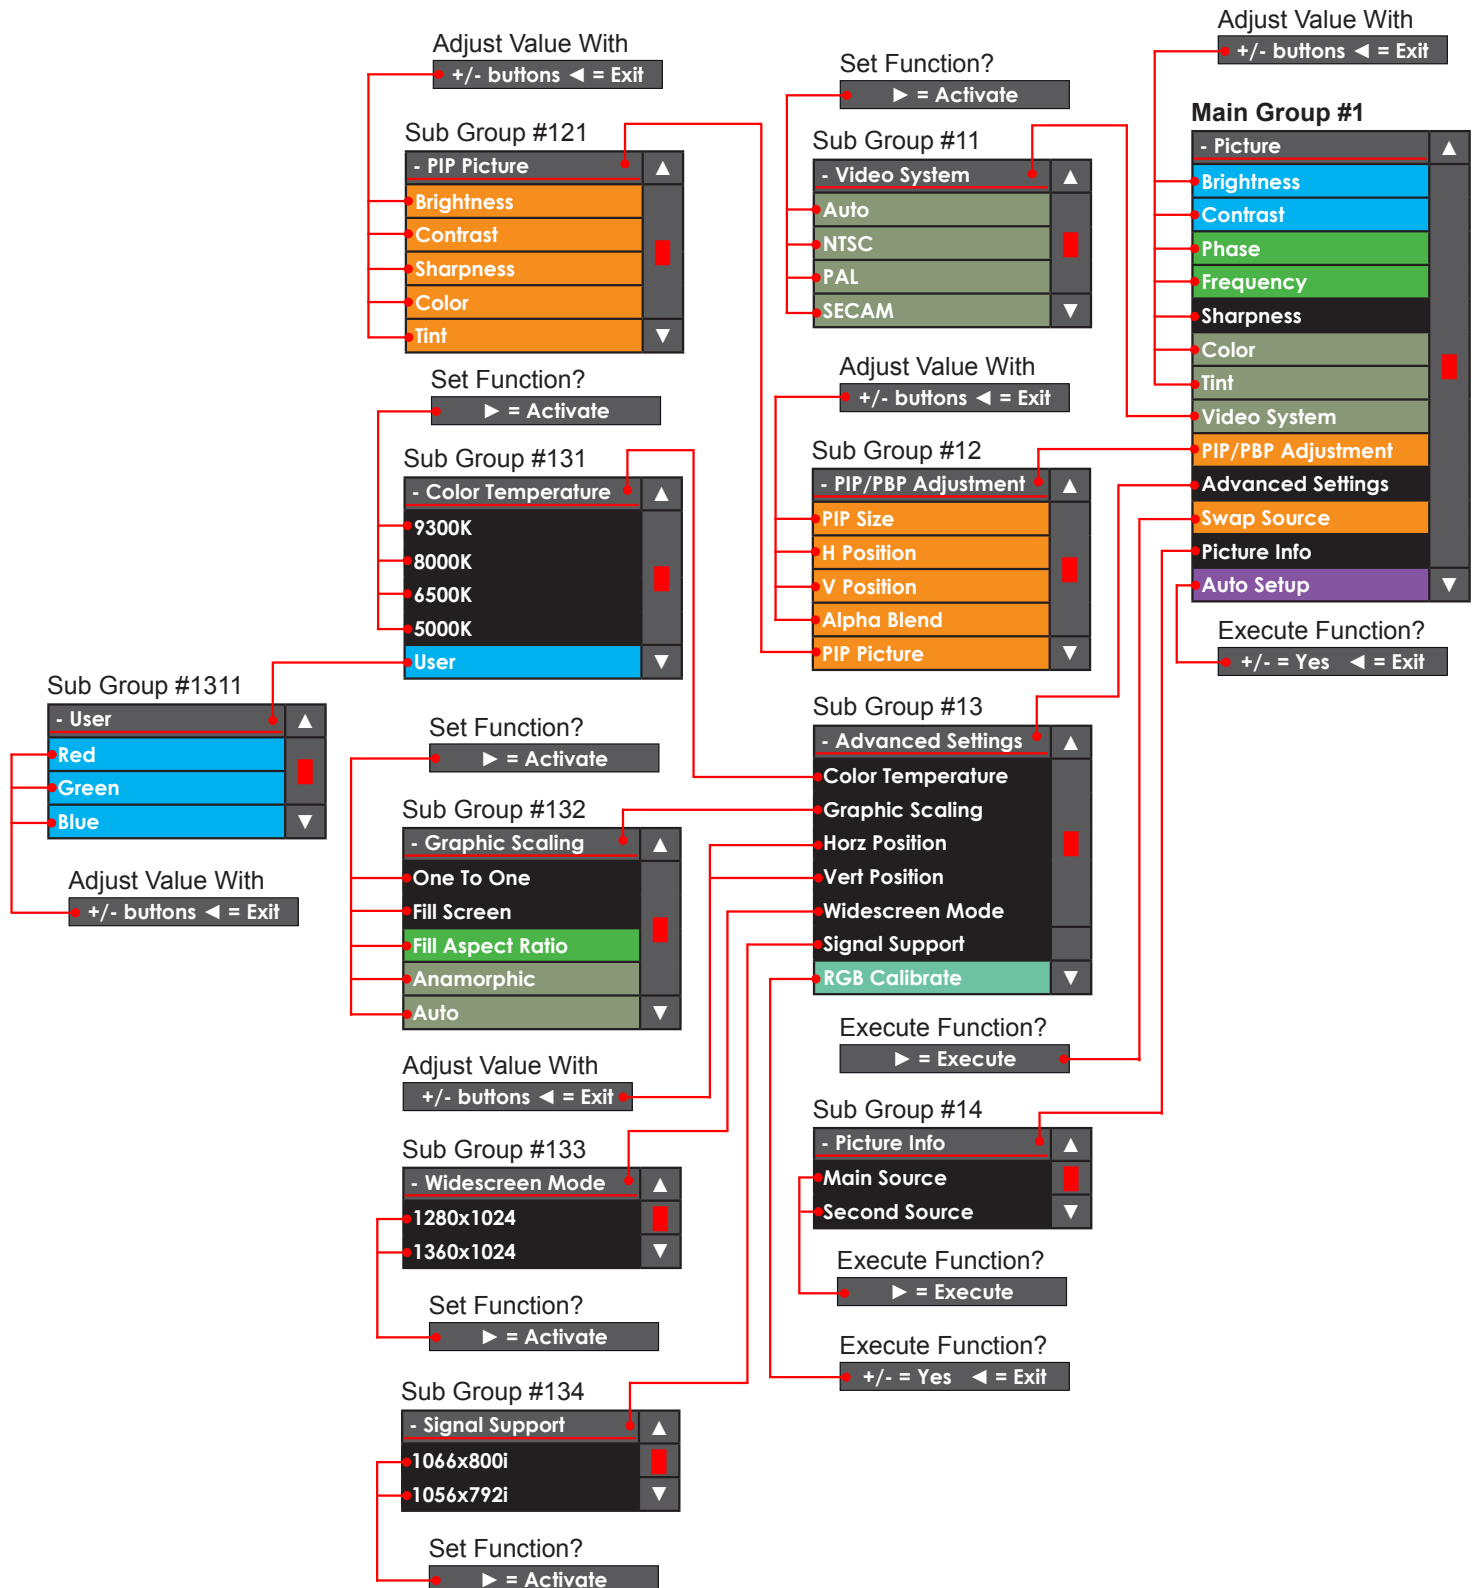 Adjust Value With
+/- buttons ◄ = Exit
Sub Group #121
- PIP Picture ▲
Brightness
Contrast
Sharpness
Color
Tint ▼
Set Function?
► = Activate
Sub Group #131
- Color Temperature ▲
9300K
8000K
6500K
5000K
User ▼
Sub Group #1311
- User ▲
Red
Green
Blue ▼
Adjust Value With
+/- buttons ◄ = Exit
Set Function?
► = Activate
Sub Group #132
- Graphic Scaling ▲
One To One
Fill Screen
Fill Aspect Ratio
Anamorphic
Auto ▼
Adjust Value With
+/- buttons ◄ = Exit
Sub Group #133
- Widescreen Mode ▲
1280x1024
1360x1024 ▼
Set Function?
► = Activate
Sub Group #134
- Signal Support ▲
1066x800i
1056x792i ▼
Set Function?
► = Activate
Set Function?
► = Activate
Sub Group #11
- Video System ▲
Auto
NTSC
PAL
SECAM ▼
Adjust Value With
+/- buttons ◄ = Exit
Sub Group #12
- PIP/PBP Adjustment ▲
PIP Size
H Position
V Position
Alpha Blend
PIP Picture ▼
Sub Group #13
- Advanced Settings ▲
Color Temperature
Graphic Scaling
Horz Position
Vert Position
Widescreen Mode
Signal Support
RGB Calibrate ▼
Execute Function?
► = Execute
Sub Group #14
- Picture Info ▲
Main Source
Second Source ▼
Execute Function?
► = Execute
Execute Function?
+/- = Yes ◄ = Exit
Adjust Value With
+/- buttons ◄ = Exit
Main Group #1
- Picture ▲
Brightness
Contrast
Phase
Frequency
Sharpness
Color
Tint
Video System
PIP/PBP Adjustment
Advanced Settings
Swap Source
Picture Info
Auto Setup ▼
Execute Function?
+/- = Yes ◄ = Exit